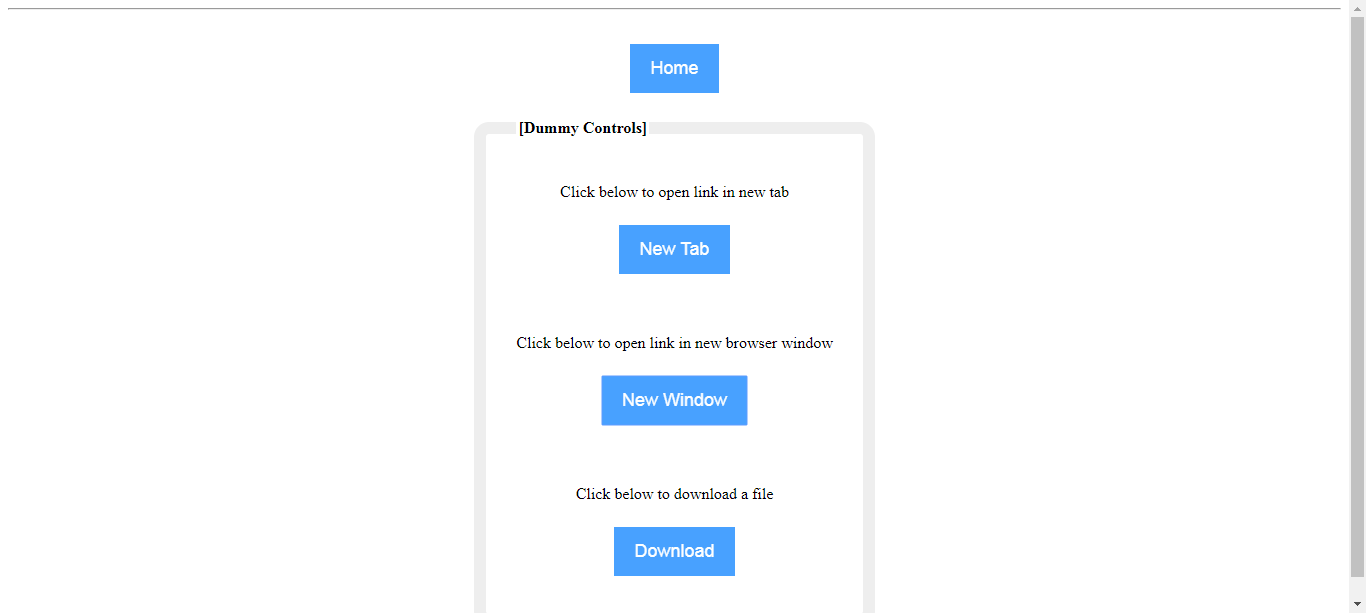 Home
[Dummy Controls]
Click below to open link in new tab
New Tab
Click below to open link in new browser window
New Window
Click below to download a file
Download